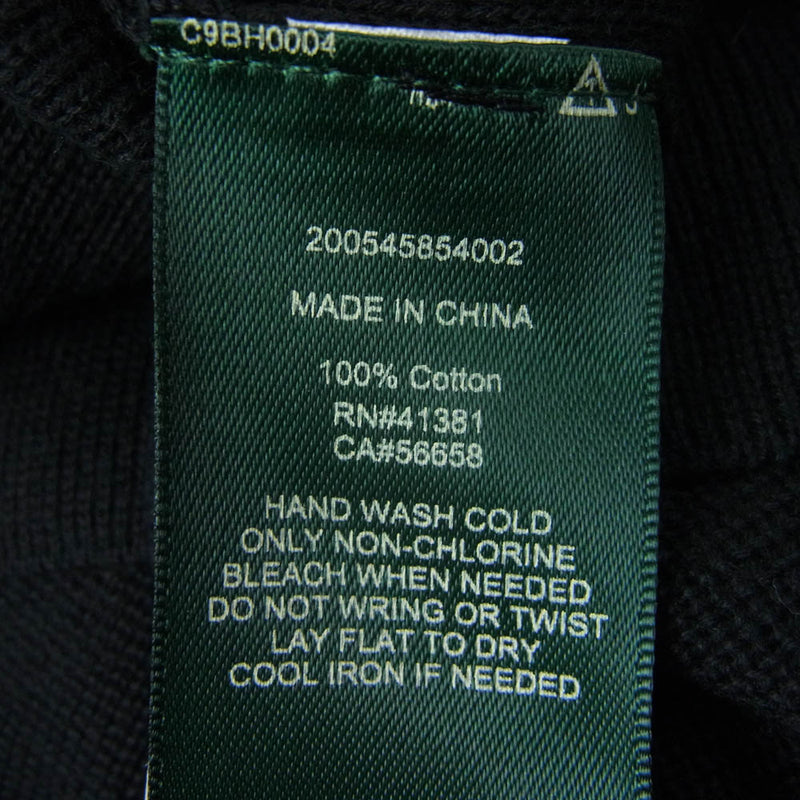 C9BH0004
200545854002
MADE IN CHINA
100% Cotton
RN#41381
CA#56658
HAND WASH COLD
ONLY NON-CHLORINE
BLEACH WHEN NEEDED
DO NOT WRING OR TWIST
LAY FLAT TO DRY
COOL IRON IF NEEDED